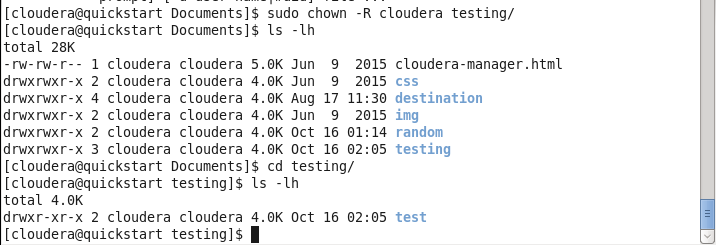 [cloudera@quickstart Documents]$ sudo chown -R cloudera testing/
[cloudera@quickstart Documents]$ ls -lh
total 28K
-rw-rw-r-- 1 cloudera cloudera 5.0K Jun  9  2015 cloudera-manager.html
drwxrwxr-x 2 cloudera cloudera 4.0K Jun  9  2015 css
drwxrwxr-x 4 cloudera cloudera 4.0K Aug 17 11:30 destination
drwxrwxr-x 2 cloudera cloudera 4.0K Jun  9  2015 img
drwxrwxr-x 2 cloudera cloudera 4.0K Oct 16 01:14 random
drwxrwxr-x 3 cloudera cloudera 4.0K Oct 16 02:05 testing
[cloudera@quickstart Documents]$ cd testing/
[cloudera@quickstart testing]$ ls -lh
total 4.0K
drwxr-xr-x 2 cloudera cloudera 4.0K Oct 16 02:05 test
[cloudera@quickstart testing]$